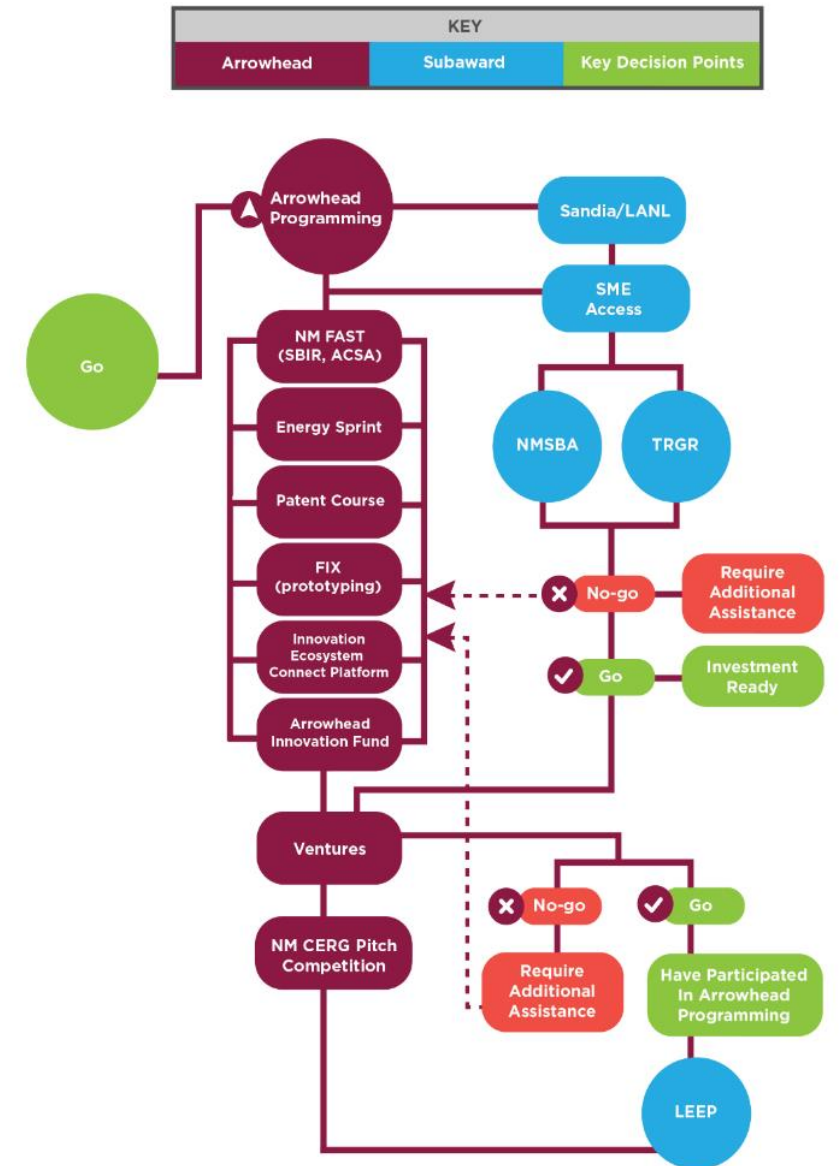 KEY
Arrowhead
Subaward
Key Decision Points
Arrowhead
Programming
Sandia/LANL
SME
Access
Go
NM FAST
(SBIR, ACSA)
Energy Sprint
NMSBA
TRGR
Patent Course
FIX
(prototyping)
No-go
Require
Additional
Assistance
Innovation
Ecosystem
Connect Platform
Go
Investment
Ready
Arrowhead
Innovation Fund
Ventures
No-go
Go
NM CERG Pitch
Competition
Require
Additional
Assistance
Have Participated
In Arrowhead
Programming
LEEP